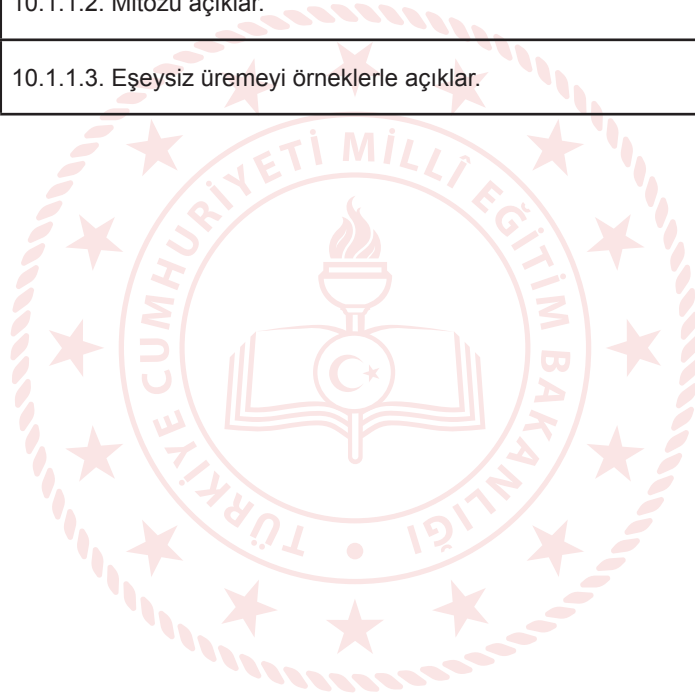 10.1.1.2. Mitozu açıklar.
10.1.1.3. Eşeysiz üremeyi örneklerle açıklar.
TÜRKİYE CUMHURİYETİ MİLLÎ EĞİTİM BAKANLIĞI